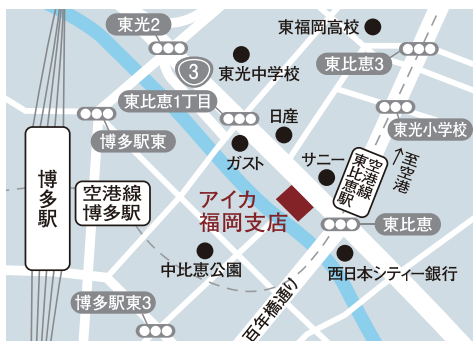 東光2
東福岡高校
3
東光中学校
東比恵3
東比恵1丁目
日産
東光小学校
博多駅東
ガスト
サニー
至空港
空港線
東比恵駅
博多駅
空港線
博多駅
アイカ
福岡支店
東比恵
中比恵公園
西日本シティー銀行
博多駅東3
百年橋通り